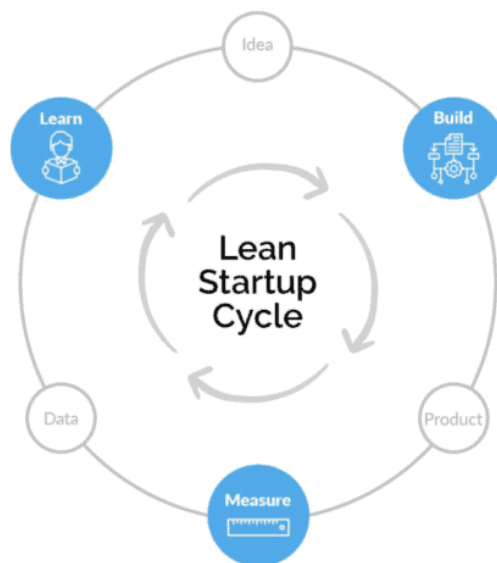 Idea
Learn
Build
Lean
Startup
Cycle
Data
Product
Measure